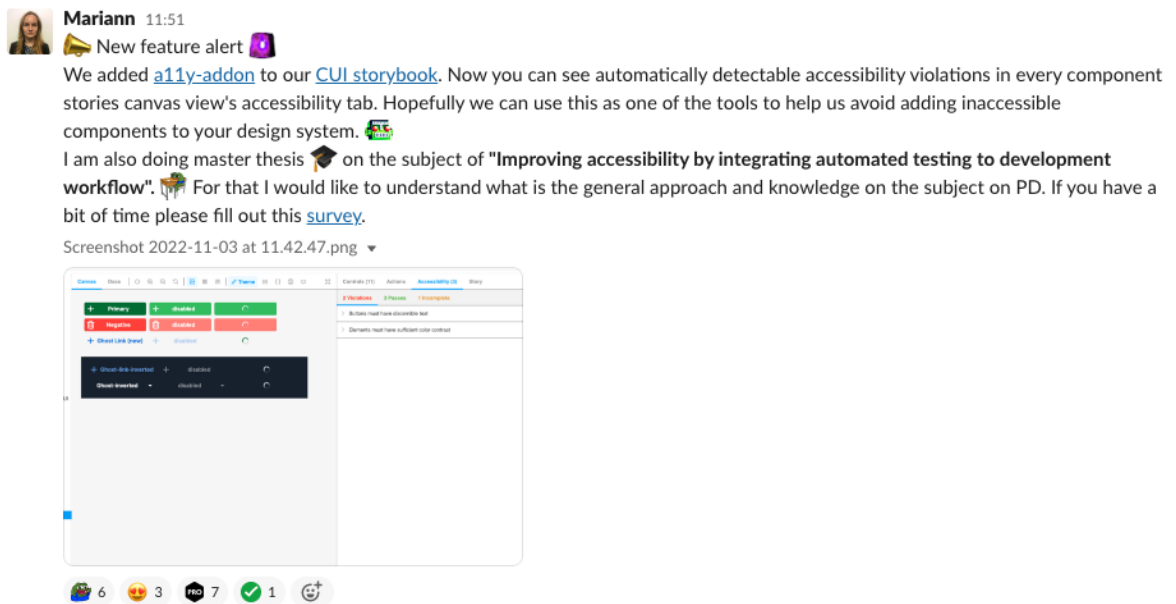 Mariann 11:51
New feature alert
We added a11y-addon to our CUI storybook. Now you can see automatically detectable accessibility violations in every component
stories canvas view's accessibility tab. Hopefully we can use this as one of the tools to help us avoid adding inaccessible
components to your design system.
I am also doing master thesis on the subject of "Improving accessibility by integrating automated testing to development
workflow". For that I would like to understand what is the general approach and knowledge on the subject on PD. If you have a
bit of time please fill out this survey.
Screenshot 2022-11-03 at 11.42.47.png
Canvas Docs Theme Controls (11) Actions Accessibility (3) Story
2 Violations 3 Passes 1 Incomplete
Primary disabled
Buttons must have discernible text
Negative disabled
Elements must have sufficient color contrast
Ghost Link (new) disabled
Ghost-link-inverted disabled
Ghost-inverted disabled
6 3 PRO 7 1